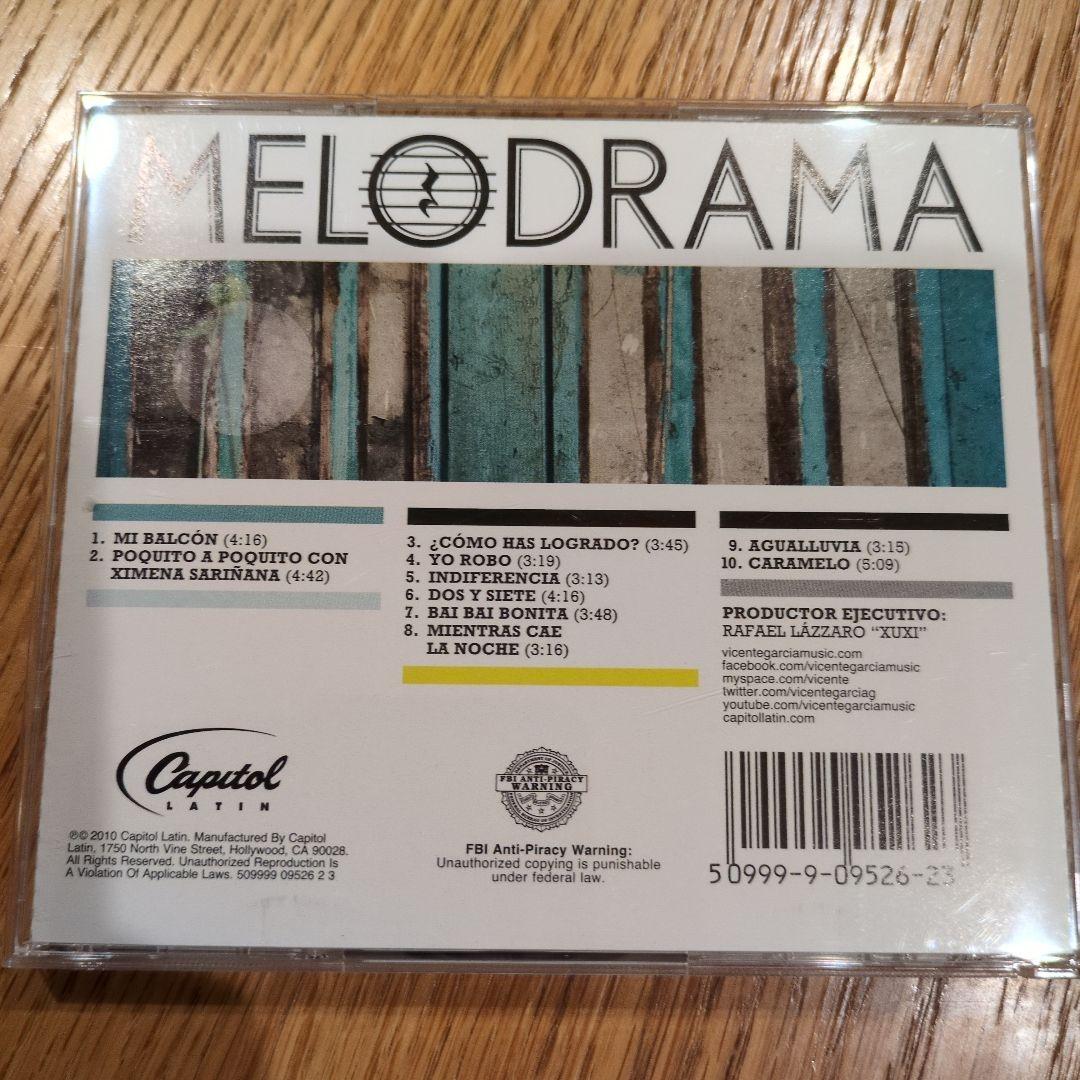 MELODRAMA
1. MI BALCÓN (4:16)
2. POQUITO A POQUITO CON
XIMENA SARIÑANA (4:42)
3. ¿CÓMO HAS LOGRADO? (3:45)
4. YO ROBO (3:19)
5. INDIFERENCIA (3:13)
6. DOS Y SIETE (4:16)
7. BAI BAI BONITA (3:48)
8. MIENTRAS CAE
LA NOCHE (3:16)
9. AGUALLUVIA (3:15)
10. CARAMELO (5:09)
PRODUCTOR EJECUTIVO:
RAFAEL LÁZZARO “XUXI”
vicentegarciamusic.com
facebook.com/vicentegarciamusic
myspace.com/vicente
twitter.com/vicentegarciag
youtube.com/vicentegarciamusic
capitollatin.com
Capitol
LATIN
℗© 2010 Capitol Latin. Manufactured By Capitol
Latin, 1750 North Vine Street, Hollywood, CA 90028.
All Rights Reserved. Unauthorized Reproduction Is
A Violation Of Applicable Laws. 509999 09526 2 3
FBI ANTI-PIRACY
WARNING
FBI Anti-Piracy Warning:
Unauthorized copying is punishable
under federal law.
5 0999-9-09526-23